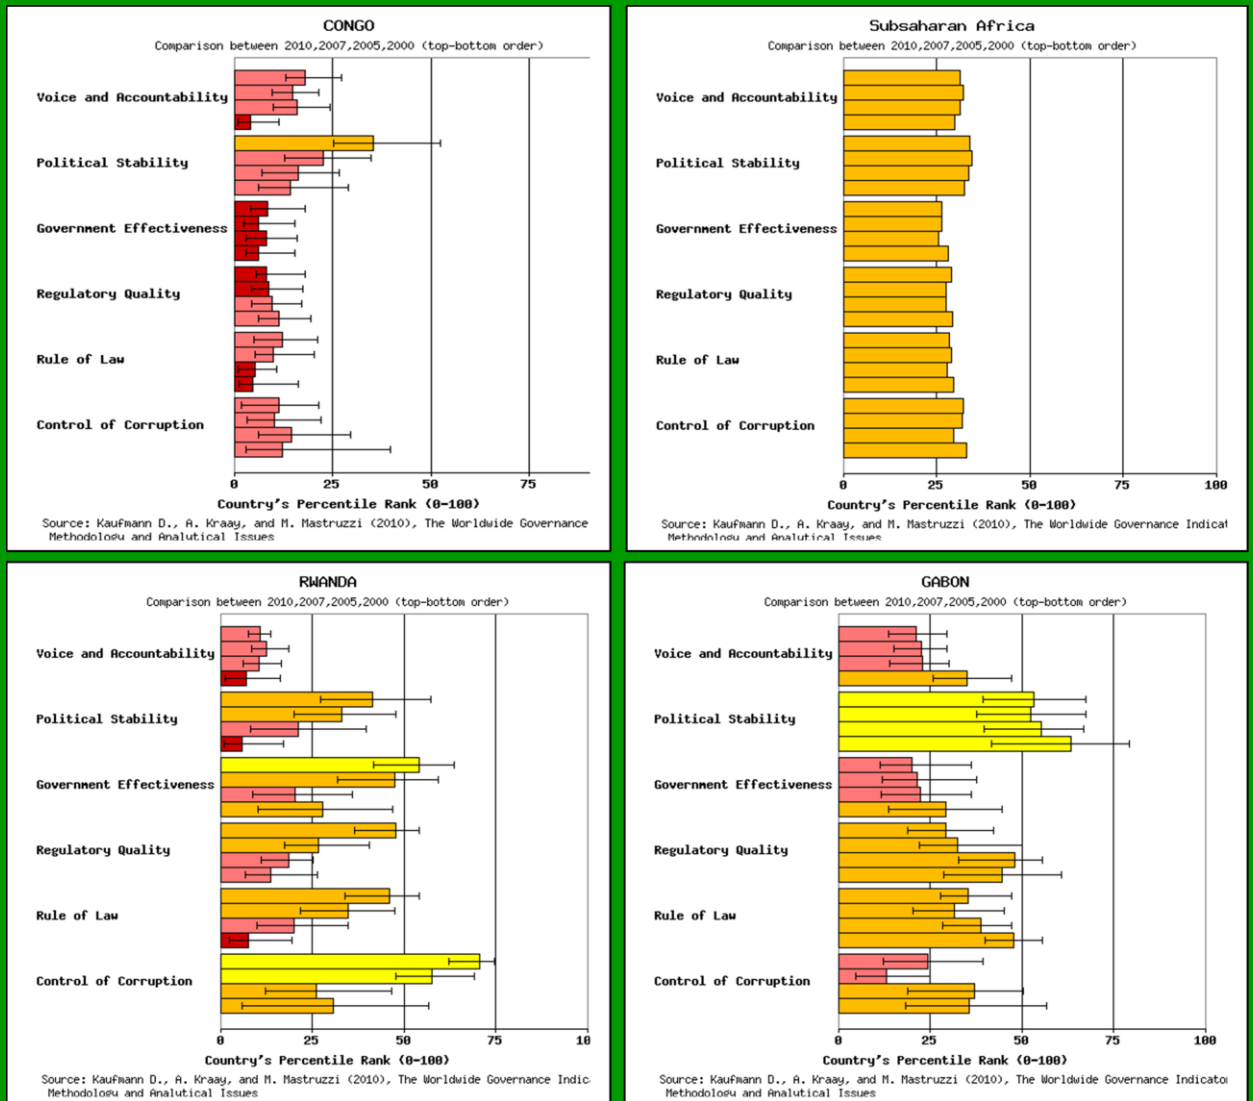 CONGO
Comparison between 2010,2007,2005,2000 (top-bottom order)
Voice and Accountability
Political Stability
Government Effectiveness
Regulatory Quality
Rule of Law
Control of Corruption
0 25 50 75
Country's Percentile Rank (0-100)
Source: Kaufmann D., A. Kraay, and M. Mastruzzi (2010), The Worldwide Governance
Methodology and Analytical Issues
Subsaharan Africa
Comparison between 2010,2007,2005,2000 (top-bottom order)
Voice and Accountability
Political Stability
Government Effectiveness
Regulatory Quality
Rule of Law
Control of Corruption
0 25 50 75 100
Country's Percentile Rank (0-100)
Source: Kaufmann D., A. Kraay, and M. Mastruzzi (2010), The Worldwide Governance Indicat
Methodology and Analytical Issues
RWANDA
Comparison between 2010,2007,2005,2000 (top-bottom order)
Voice and Accountability
Political Stability
Government Effectiveness
Regulatory Quality
Rule of Law
Control of Corruption
0 25 50 75 10
Country's Percentile Rank (0-100)
Source: Kaufmann D., A. Kraay, and M. Mastruzzi (2010), The Worldwide Governance Indic
Methodology and Analytical Issues
GABON
Comparison between 2010,2007,2005,2000 (top-bottom order)
Voice and Accountability
Political Stability
Government Effectiveness
Regulatory Quality
Rule of Law
Control of Corruption
0 25 50 75 100
Country's Percentile Rank (0-100)
Source: Kaufmann D., A. Kraay, and M. Mastruzzi (2010), The Worldwide Governance Indicato
Methodology and Analytical Issues